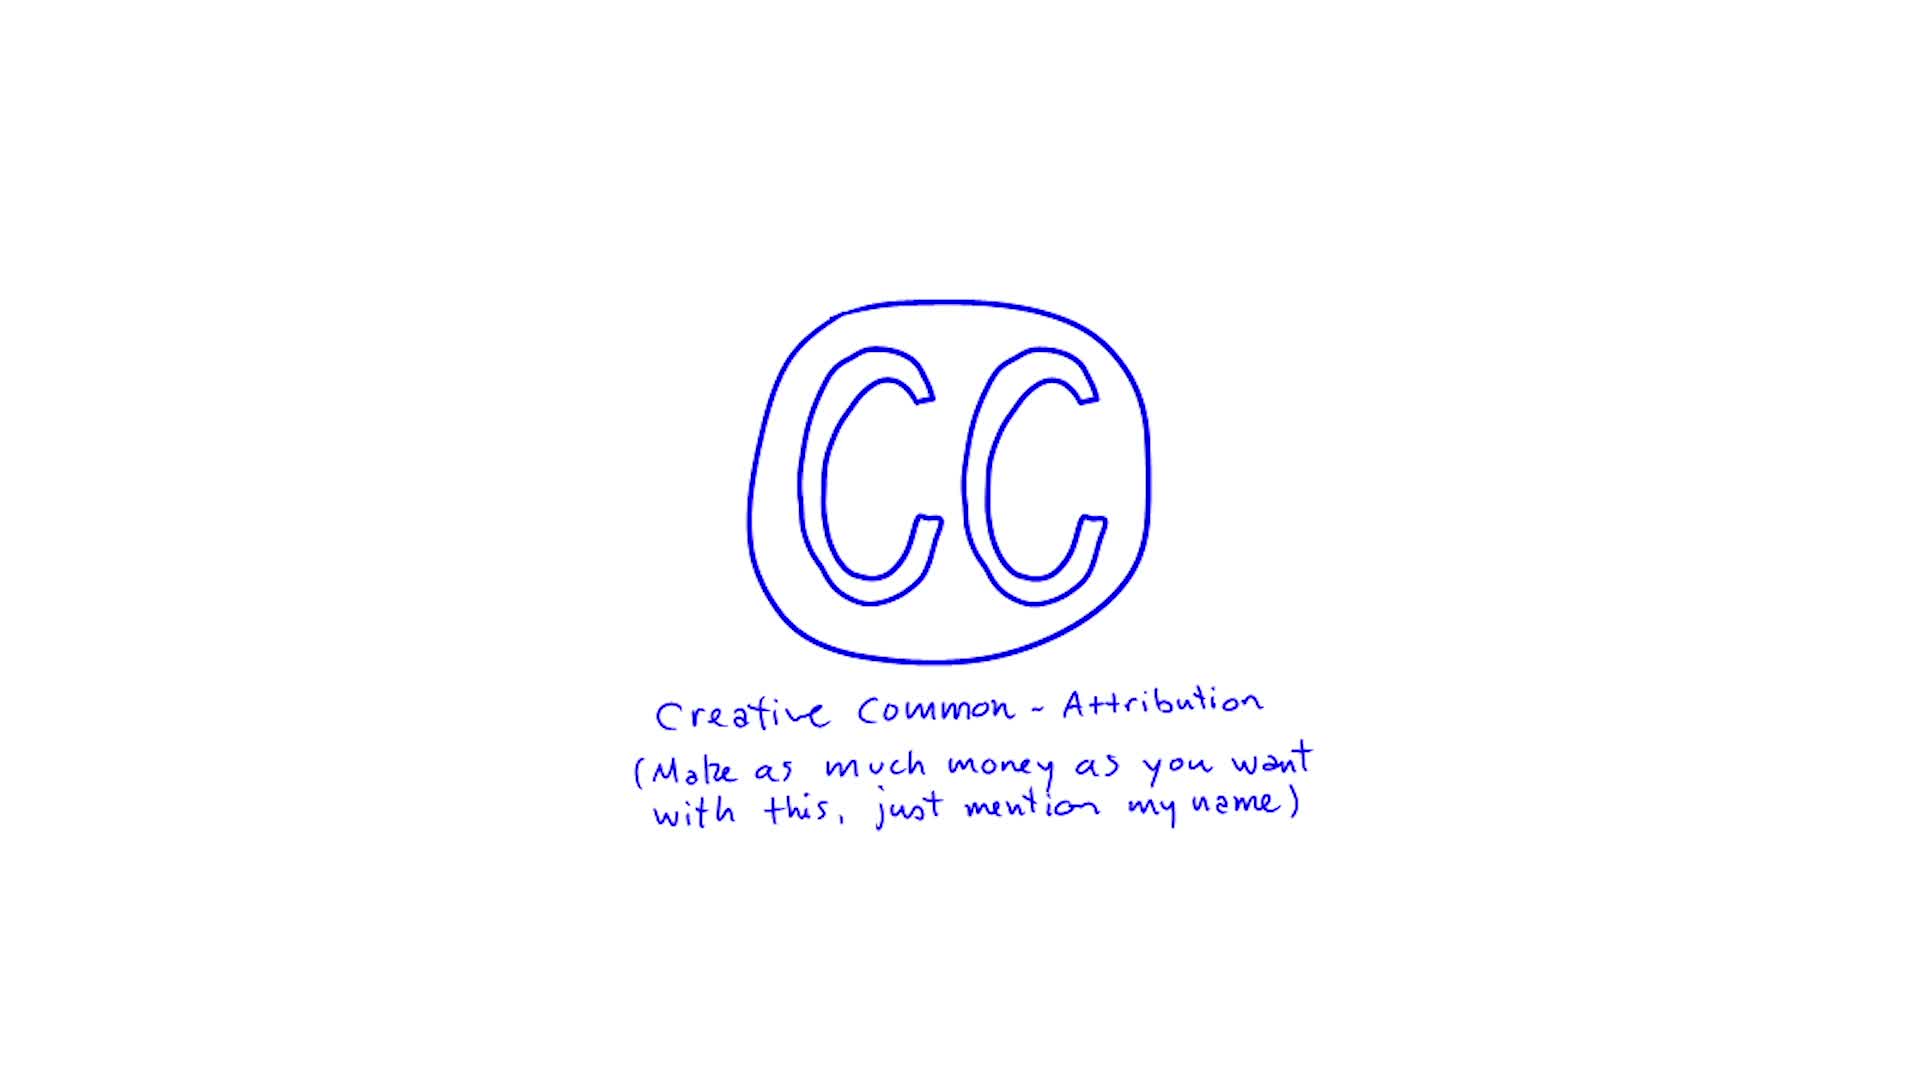 CC
Creative Common - Attribution
(Make as much money as you want
with this, just mention my name)